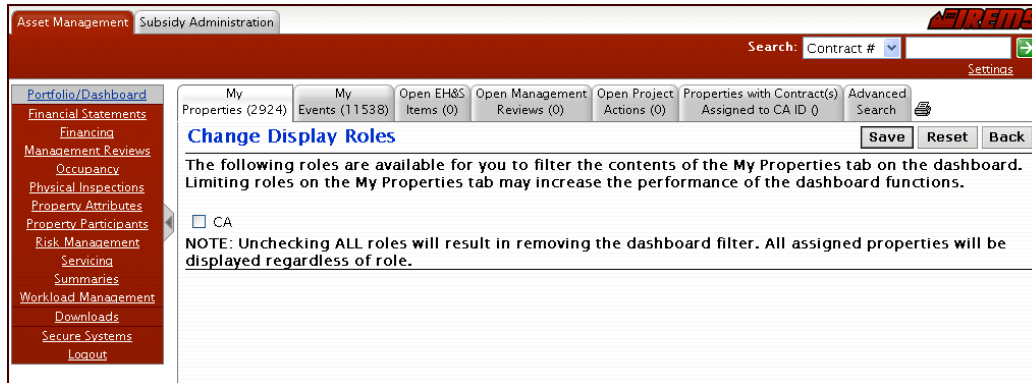 Asset Management Subsidy Administration
iREMS
Search: Contract #
Settings
Portfolio/Dashboard
Financial Statements
Financing
Management Reviews
Occupancy
Physical Inspections
Property Attributes
Property Participants
Risk Management
Servicing
Summaries
Workload Management
Downloads
Secure Systems
Logout
My Properties (2924)
My Events (11538)
Open EH&S Items (0)
Open Management Reviews (0)
Open Project Actions (0)
Properties with Contract(s) Assigned to CA ID ()
Advanced Search
Change Display Roles
Save Reset Back
The following roles are available for you to filter the contents of the My Properties tab on the dashboard.
Limiting roles on the My Properties tab may increase the performance of the dashboard functions.
CA
NOTE: Unchecking ALL roles will result in removing the dashboard filter. All assigned properties will be
displayed regardless of role.